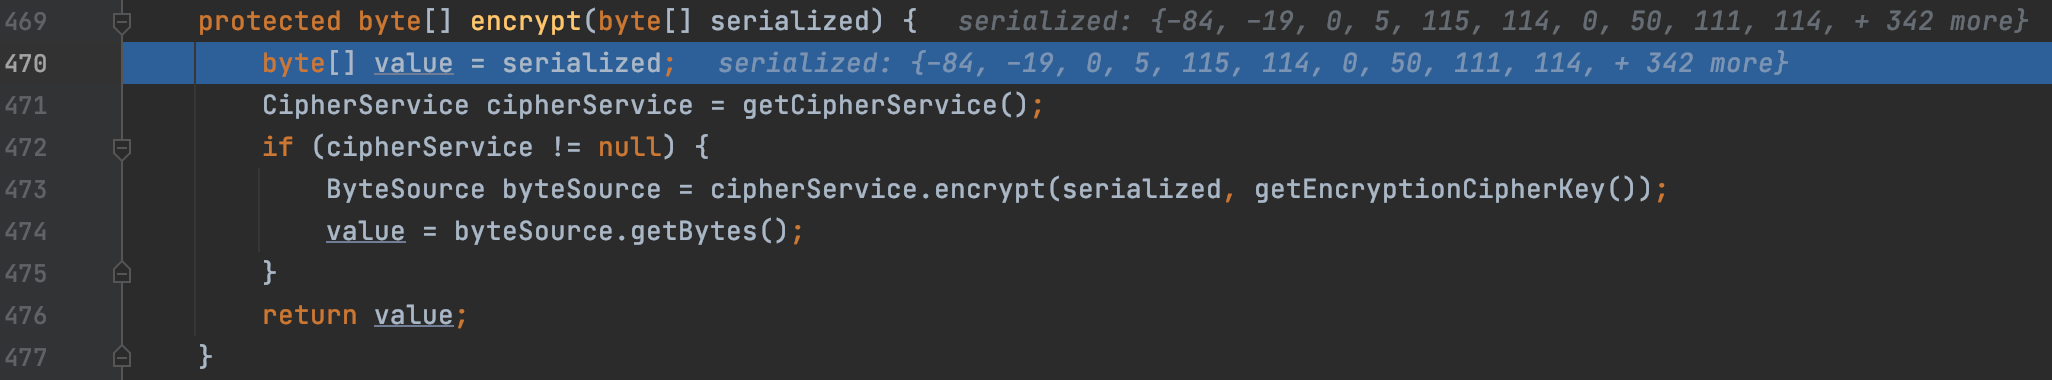 469 protected byte[] encrypt(byte[] serialized) { serialized: {-84, -19, 0, 5, 115, 114, 0, 50, 111, 114, + 342 more}
470 byte[] value = serialized; serialized: {-84, -19, 0, 5, 115, 114, 0, 50, 111, 114, + 342 more}
471 CipherService cipherService = getCipherService();
472 if (cipherService != null) {
473 ByteSource byteSource = cipherService.encrypt(serialized, getEncryptionCipherKey());
474 value = byteSource.getBytes();
475 }
476 return value;
477 }